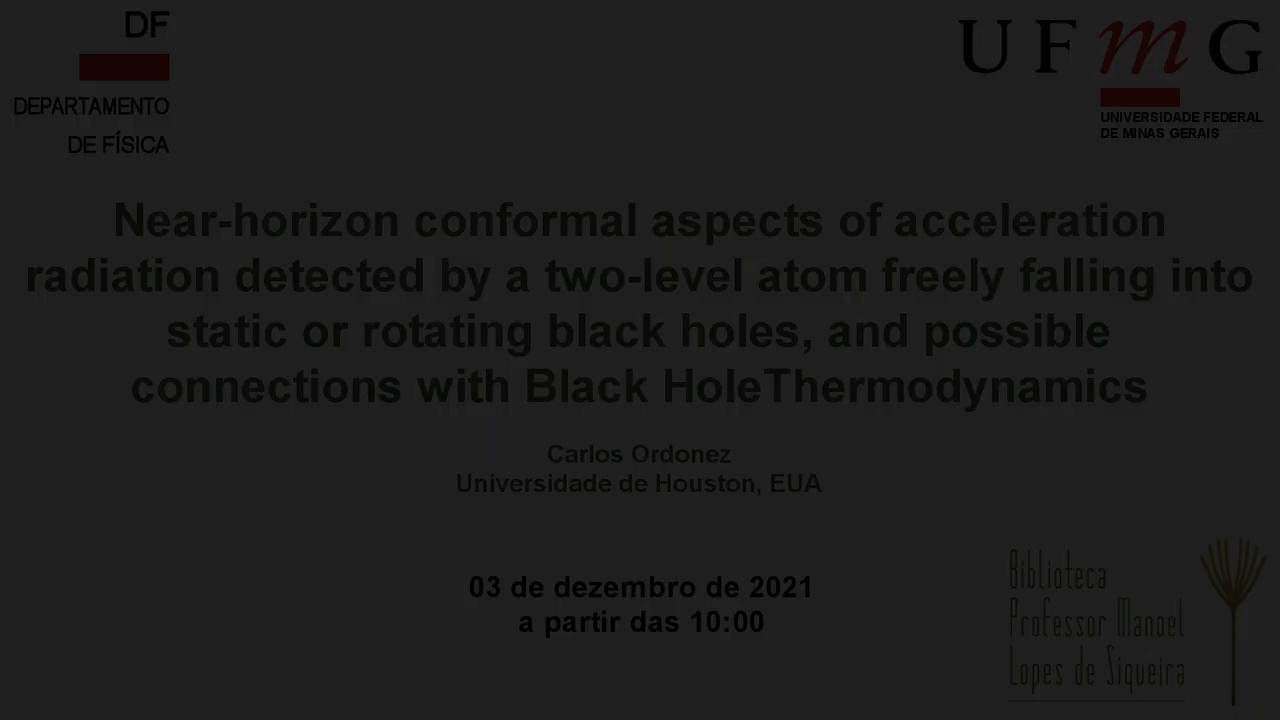 DF
DEPARTAMENTO
DE FÍSICA
UFmG
UNIVERSIDADE FEDERAL
DE MINAS GERAIS
Near-horizon conformal aspects of acceleration
radiation detected by a two-level atom freely falling into
static or rotating black holes, and possible
connections with Black HoleThermodynamics
Carlos Ordonez
Universidade de Houston, EUA
03 de dezembro de 2021
a partir das 10:00
Biblioteca
Professor Manoel
Lopes de Siqueira